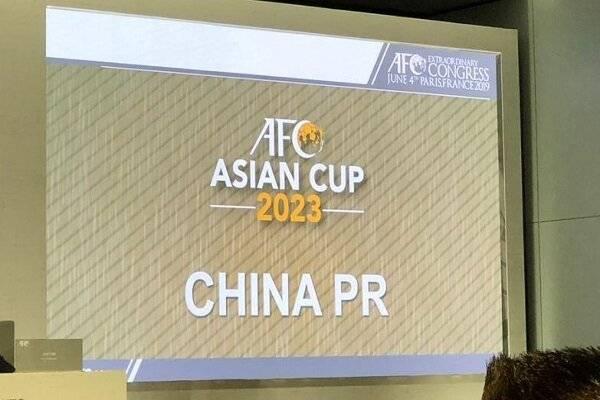 AFC EXTRAORDINARY
CONGRESS
JUNE 4TH PARIS,FRANCE 2019
AFC
ASIAN CUP
2023
CHINA PR